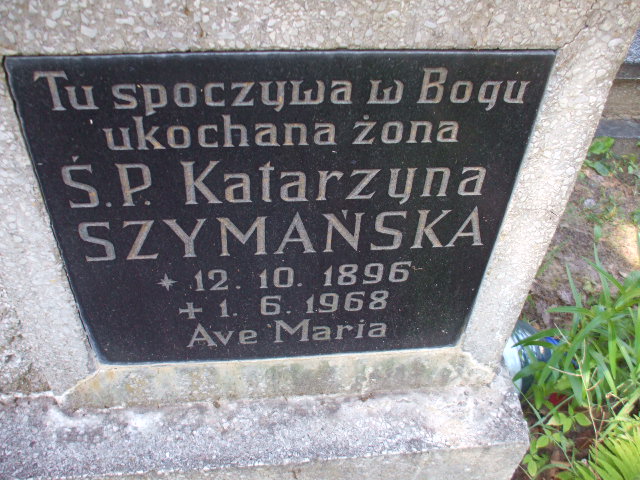 Tu spoczywa w Bogu
ukochana żona
Ś.P. Katarzyna
SZYMAŃSKA
* 12. 10. 1896
+ 1. 6. 1968
Ave Maria